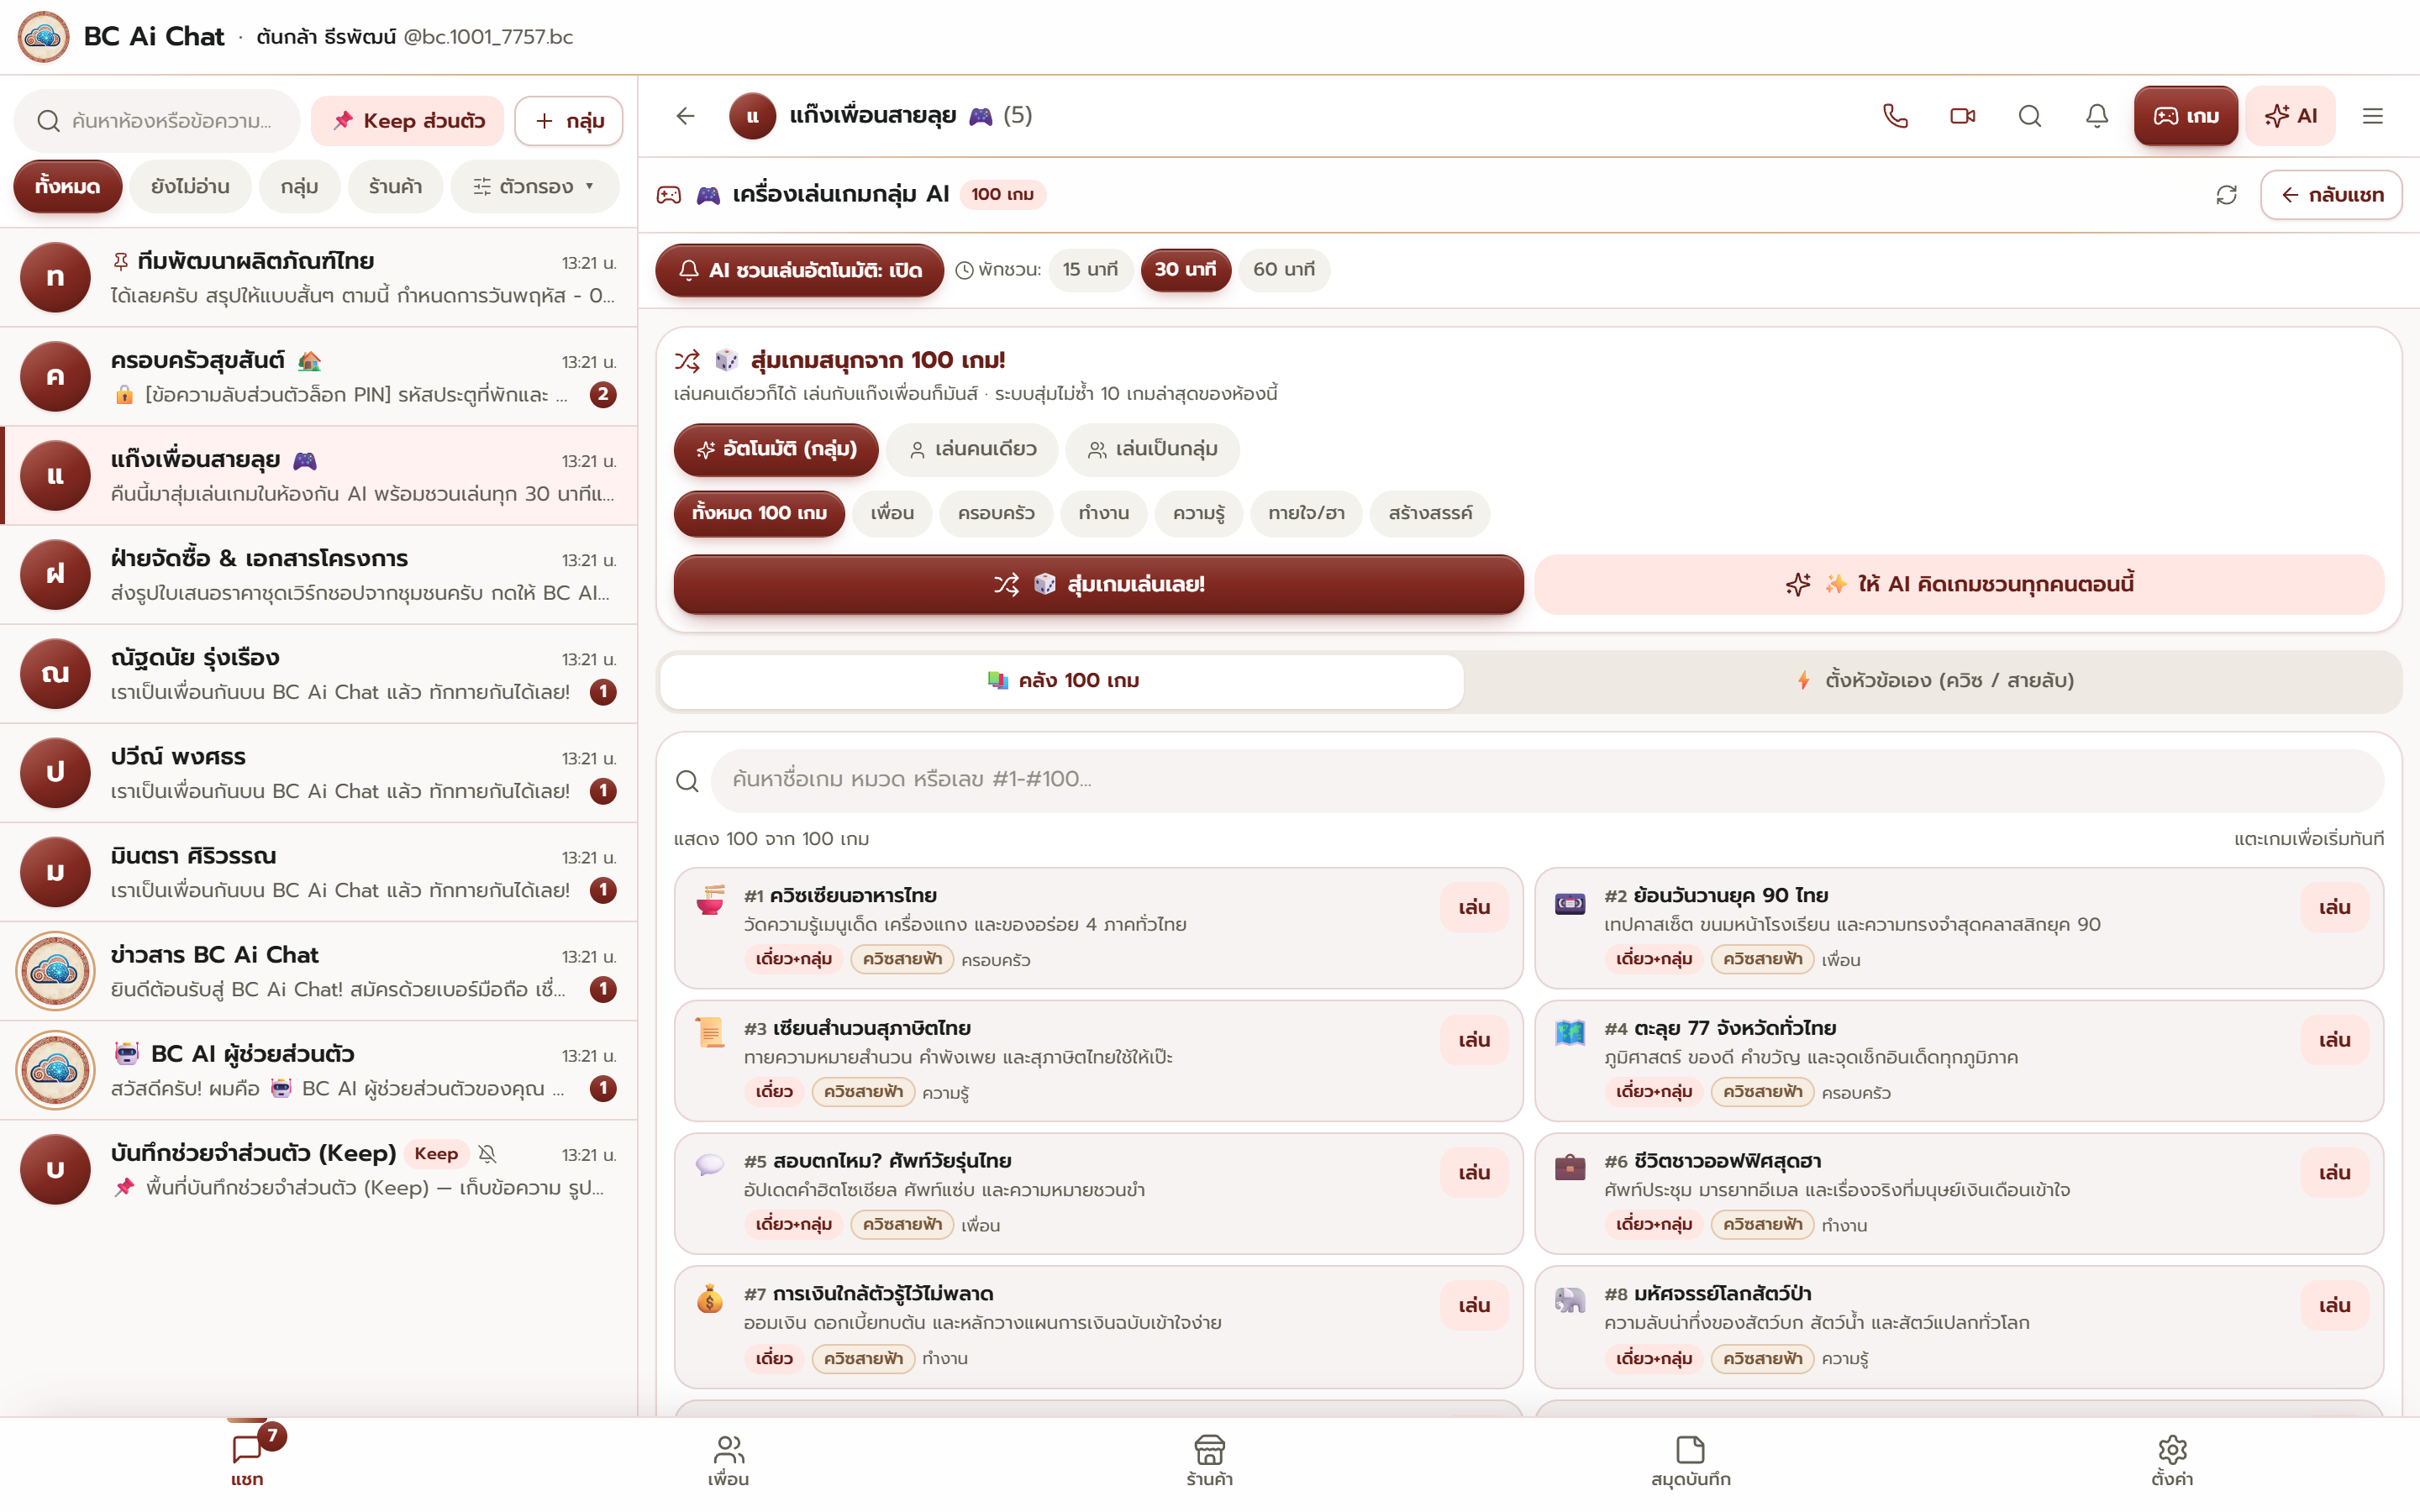 BC Ai Chat · ต้นกล้า ธีรพัฒน์ @bc.1001_7757.bc
ค้นหาห้องหรือข้อความ...
📌 Keep ส่วนตัว
+ กลุ่ม
ทั้งหมด
ยังไม่อ่าน
กลุ่ม
ร้านค้า
ตัวกรอง ▼
ท
ทีมพัฒนาผลิตภัณฑ์ไทย
13:21 น.
ได้เลยครับ สรุปให้แบบสั้นๆ ตามนี้ กำหนดการวันพฤหัส - 0...
ค
ครอบครัวสุขสันต์ 🏡
13:21 น.
🔒 [ข้อความลับส่วนตัวล็อก PIN] รหัสประตูที่พักและ ...
2
แ
แก๊งเพื่อนสายลุย 🎮
13:21 น.
คืนนี้มาสุ่มเล่นเกมในห้องกัน AI พร้อมชวนเล่นทุก 30 นาทีแ...
ฝ
ฝ่ายจัดซื้อ & เอกสารโครงการ
13:21 น.
ส่งรูปใบเสนอราคาชุดเวิร์กชอปจากชุมชนครับ กดให้ BC AI...
ณ
ณัฐดนัย รุ่งเรือง
13:21 น.
เราเป็นเพื่อนกันบน BC Ai Chat แล้ว ทักทายกันได้เลย!
1
ป
ปวีณ์ พงศธร
13:21 น.
เราเป็นเพื่อนกันบน BC Ai Chat แล้ว ทักทายกันได้เลย!
1
ม
มินตรา ศิริวรรณ
13:21 น.
เราเป็นเพื่อนกันบน BC Ai Chat แล้ว ทักทายกันได้เลย!
1
ข่าวสาร BC Ai Chat
13:21 น.
ยินดีต้อนรับสู่ BC Ai Chat! สมัครด้วยเบอร์มือถือ เชื่...
1
🤖 BC AI ผู้ช่วยส่วนตัว
13:21 น.
สวัสดีครับ! ผมคือ 🤖 BC AI ผู้ช่วยส่วนตัวของคุณ ...
1
บ
บันทึกช่วยจำส่วนตัว (Keep) Keep
13:21 น.
📌 พื้นที่บันทึกช่วยจำส่วนตัว (Keep) — เก็บข้อความ รูป...
แ
แก๊งเพื่อนสายลุย 🎮 (5)
เกม
AI
🎮 เครื่องเล่นเกมกลุ่ม AI 100 เกม
← กลับแชท
AI ชวนเล่นอัตโนมัติ: เปิด
พักชวน: 15 นาที 30 นาที 60 นาที
🎲 สุ่มเกมสนุกจาก 100 เกม!
เล่นคนเดียวก็ได้ เล่นกับแก๊งเพื่อนก็มันส์ · ระบบสุ่มไม่ซ้ำ 10 เกมล่าสุดของห้องนี้
อัตโนมัติ (กลุ่ม)
เล่นคนเดียว
เล่นเป็นกลุ่ม
ทั้งหมด 100 เกม
เพื่อน
ครอบครัว
ทำงาน
ความรู้
ทายใจ/ฮา
สร้างสรรค์
🎲 สุ่มเกมเล่นเลย!
✨ ให้ AI คิดเกมชวนทุกคนตอนนี้
คลัง 100 เกม
⚡ ตั้งหัวข้อเอง (ควิซ / สายลับ)
ค้นหาชื่อเกม หมวด หรือเลข #1-#100...
แสดง 100 จาก 100 เกม
แตะเกมเพื่อเริ่มทันที
#1 ควิซเซียนอาหารไทย
วัดความรู้เมนูเด็ด เครื่องแกง และของอร่อย 4 ภาคทั่วไทย
เดี่ยว+กลุ่ม ควิซสายฟ้า ครอบครัว
เล่น
#2 ย้อนวันวานยุค 90 ไทย
เทปคาสเซ็ต ขนมหน้าโรงเรียน และความทรงจำสุดคลาสสิกยุค 90
เดี่ยว+กลุ่ม ควิซสายฟ้า เพื่อน
เล่น
#3 เซียนสำนวนสุภาษิตไทย
ทายความหมายสำนวน คำพังเพย และสุภาษิตไทยใช้ให้เป๊ะ
เดี่ยว ควิซสายฟ้า ความรู้
เล่น
#4 ตะลุย 77 จังหวัดทั่วไทย
ภูมิศาสตร์ ของดี คำขวัญ และจุดเช็กอินเด็ดทุกภูมิภาค
เดี่ยว+กลุ่ม ควิซสายฟ้า ครอบครัว
เล่น
#5 สอบตกไหม? ศัพท์วัยรุ่นไทย
อัปเดตคำฮิตโซเชียล ศัพท์แซ่บ และความหมายชวนขำ
เดี่ยว+กลุ่ม ควิซสายฟ้า เพื่อน
เล่น
#6 ชีวิตชาวออฟฟิศสุดฮา
ศัพท์ประชุม มารยาทอีเมล และเรื่องจริงที่มนุษย์เงินเดือนเข้าใจ
เดี่ยว+กลุ่ม ควิซสายฟ้า ทำงาน
เล่น
#7 การเงินใกล้ตัวรู้ไว้ไม่พลาด
ออมเงิน ดอกเบี้ยทบต้น และหลักวางแผนการเงินฉบับเข้าใจง่าย
เดี่ยว ควิซสายฟ้า ทำงาน
เล่น
#8 มหัศจรรย์โลกสัตว์ป่า
ความลับน่าทึ่งของสัตว์บก สัตว์น้ำ และสัตว์แปลกทั่วโลก
เดี่ยว+กลุ่ม ควิซสายฟ้า ความรู้
เล่น
7
แชท
เพื่อน
ร้านค้า
สมุดบันทึก
ตั้งค่า